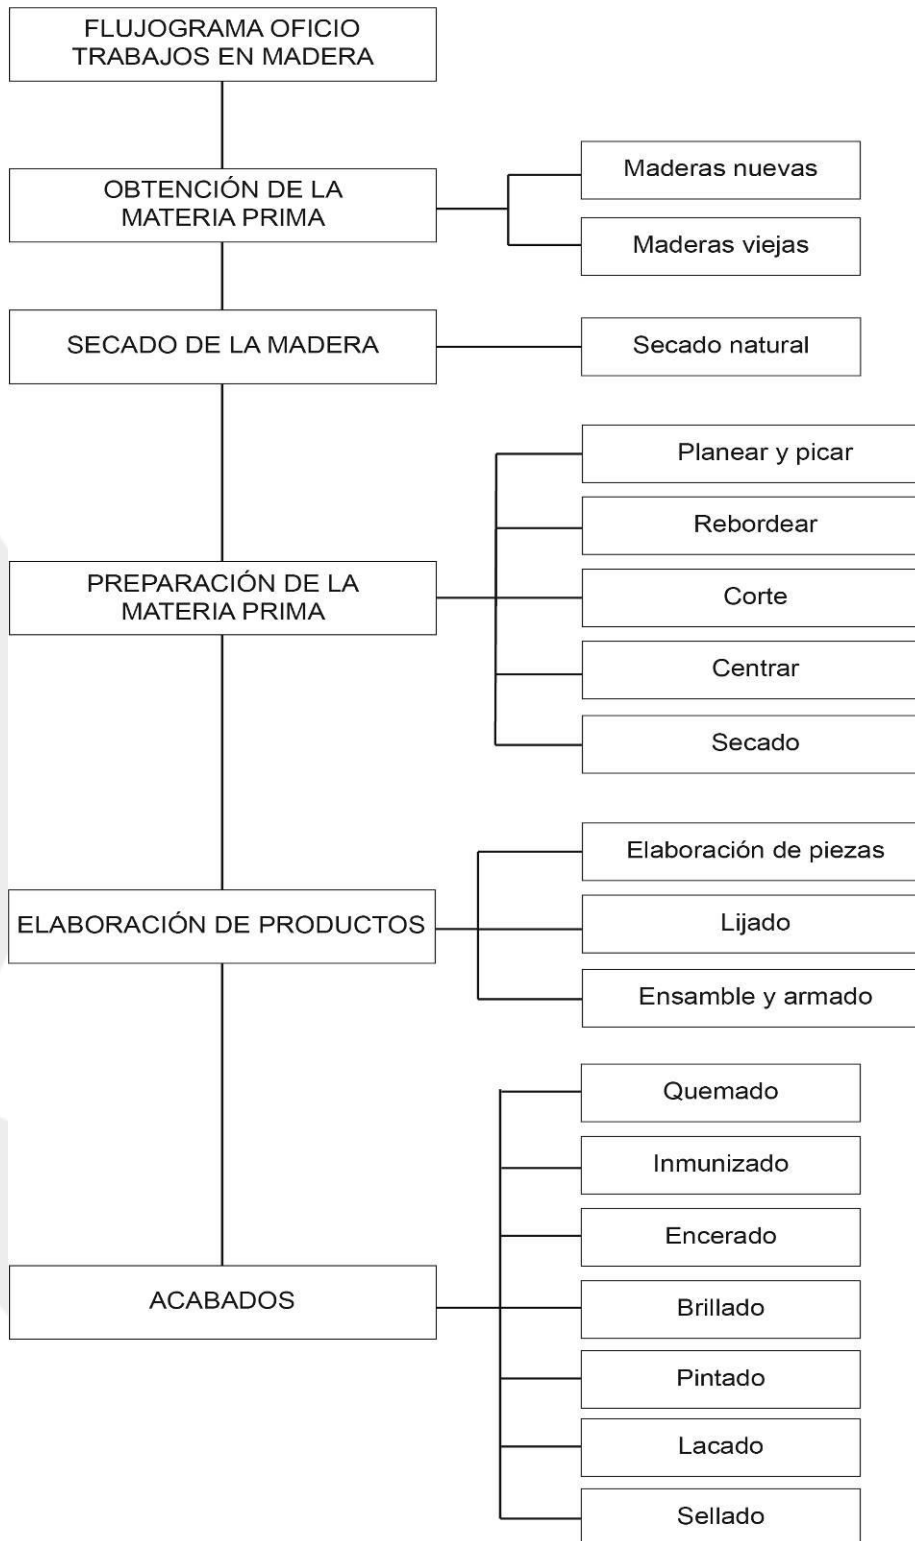 FLUJOGRAMA OFICIO
TRABAJOS EN MADERA
OBTENCIÓN DE LA
MATERIA PRIMA
Maderas nuevas
Maderas viejas
SECADO DE LA MADERA
Secado natural
PREPARACIÓN DE LA
MATERIA PRIMA
Planear y picar
Rebordear
Corte
Centrar
Secado
ELABORACIÓN DE PRODUCTOS
Elaboración de piezas
Lijado
Ensamble y armado
ACABADOS
Quemado
Inmunizado
Encerado
Brillado
Pintado
Lacado
Sellado